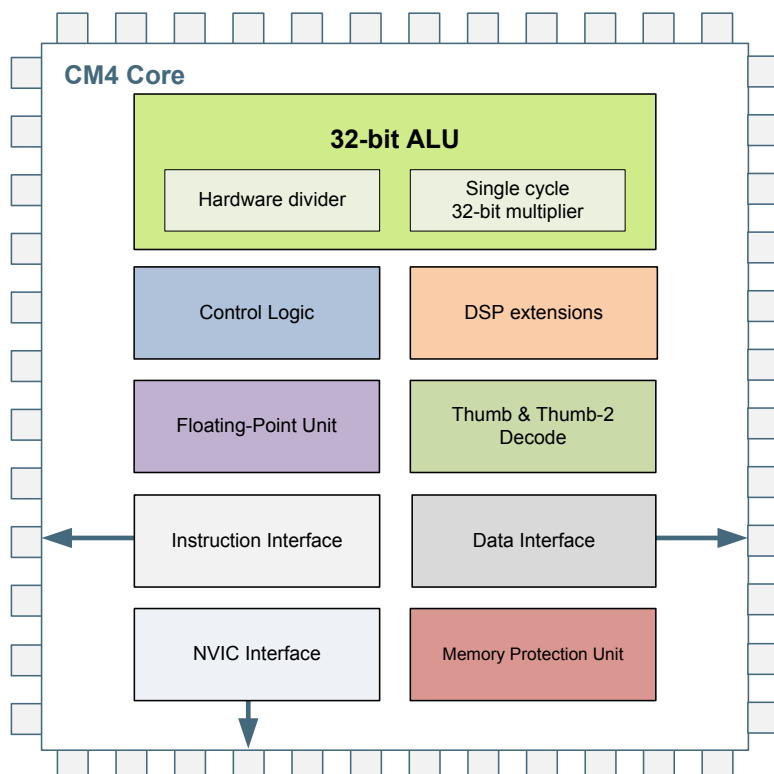 CM4 Core
32-bit ALU
Hardware divider
Single cycle
32-bit multiplier
Control Logic
DSP extensions
Floating-Point Unit
Thumb & Thumb-2
Decode
Instruction Interface
Data Interface
NVIC Interface
Memory Protection Unit